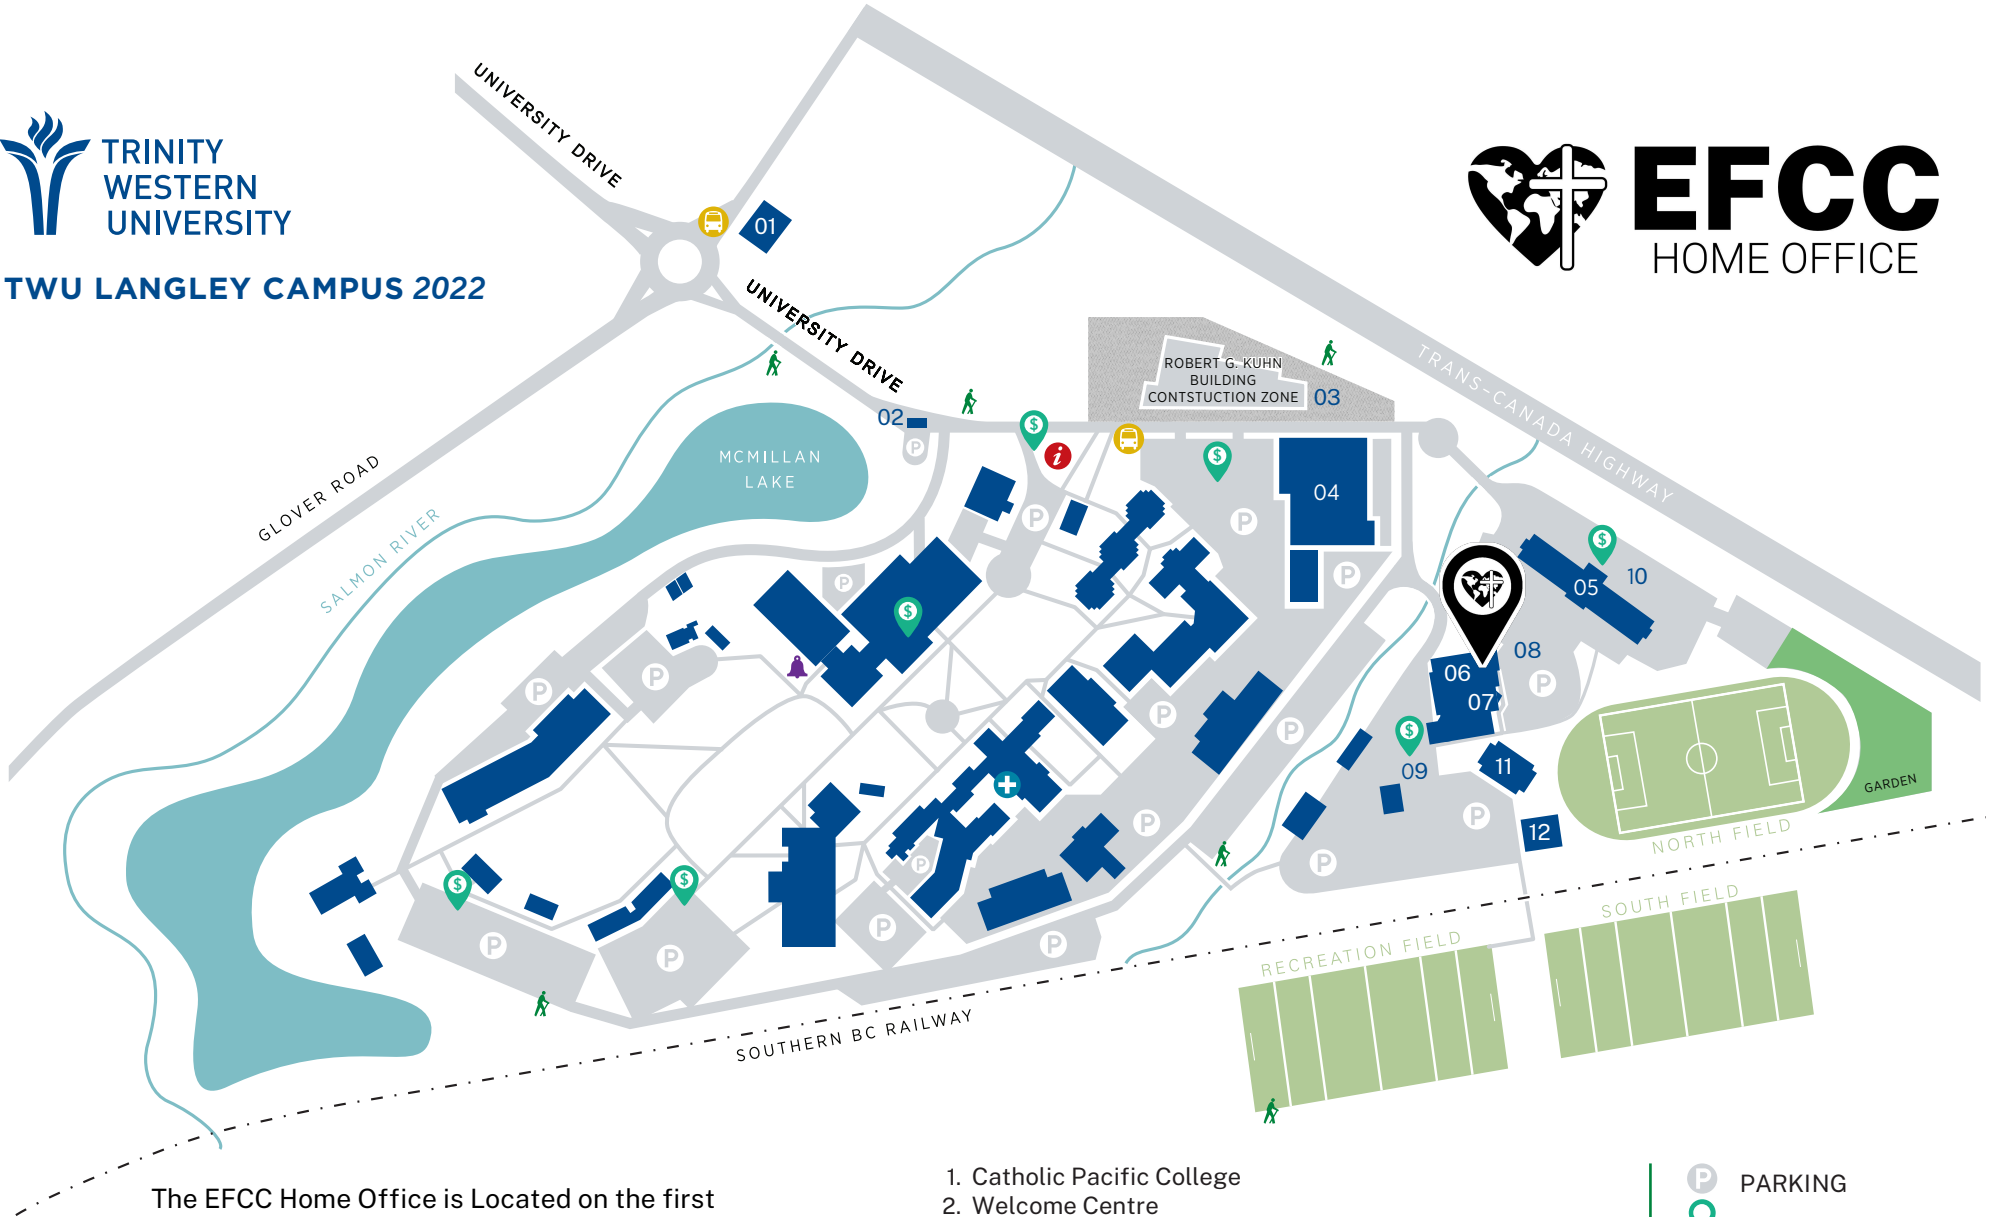 UNIVERSITY DRIVE
TRINITY
WESTERN
UNIVERSITY
TWU LANGLEY CAMPUS 2022
EFCC
HOME OFFICE
01
UNIVERSITY DRIVE
ROBERT G. KUHN
BUILDING
CONTSTUCTION ZONE
03
TRANS-CANADA HIGHWAY
02
P
$
i
$
MCMILLAN
LAKE
GLOVER ROAD
SALMON RIVER
04
P
P
$
05
10
P
P
$
08
06
07
P
P
P
P
P
$
09
11
12
P
P
P
P
GARDEN
NORTH FIELD
SOUTH FIELD
RECREATION FIELD
$
$
P
P
P
P
P
SOUTHERN BC RAILWAY
The EFCC Home Office is Located on the first
1. Catholic Pacific College
2. Welcome Centre
P PARKING